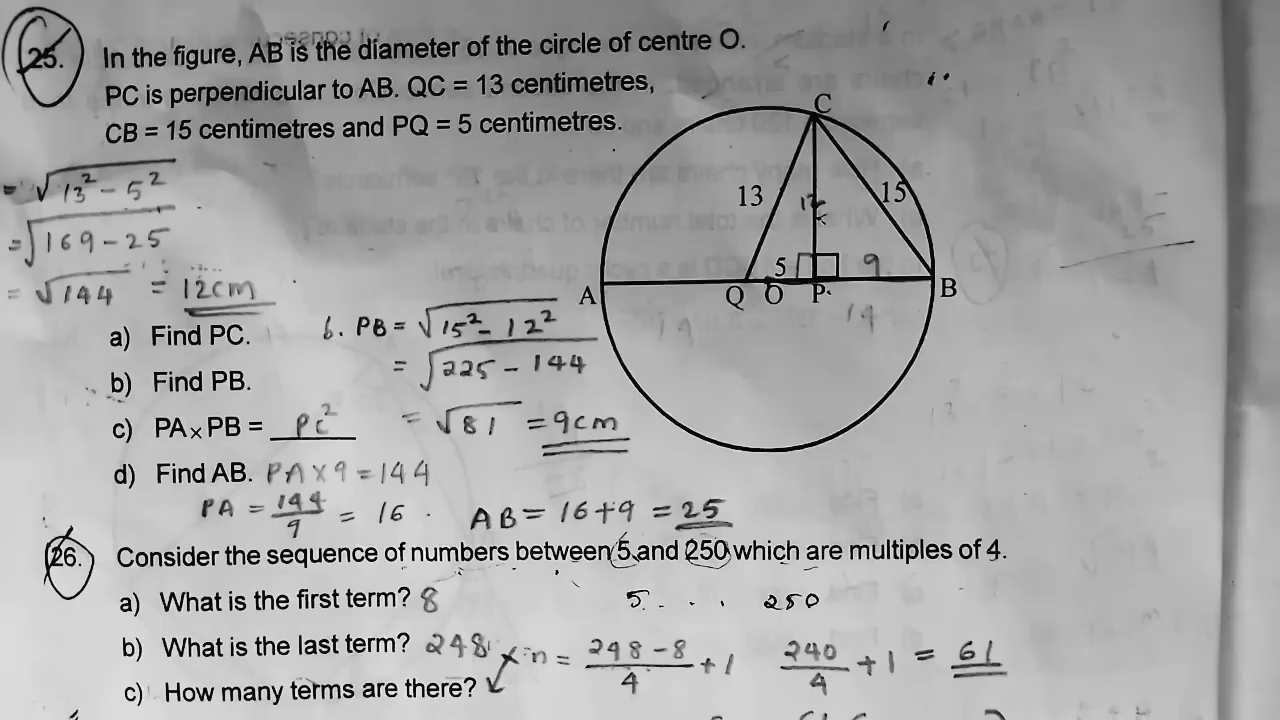 25. In the figure, AB is the diameter of the circle of centre O.
PC is perpendicular to AB. QC = 13 centimetres,
CB = 15 centimetres and PQ = 5 centimetres.
= √13² - 5²
= √169 - 25
= √144 = 12cm
C
13 12 15
5 9
A Q O P B
14
a) Find PC. b. PB = √15² - 12²
b) Find PB. = √225 - 144
c) PA × PB = PC² = √81 = 9cm
d) Find AB. PA × 9 = 144
PA = 144/9 = 16. AB = 16+9 = 25
26. Consider the sequence of numbers between 5 and 250 which are multiples of 4.
a) What is the first term? 8 5 . . . 250
b) What is the last term? 248
c) How many terms are there? n = 248 - 8/4 + 1 240/4 + 1 = 61